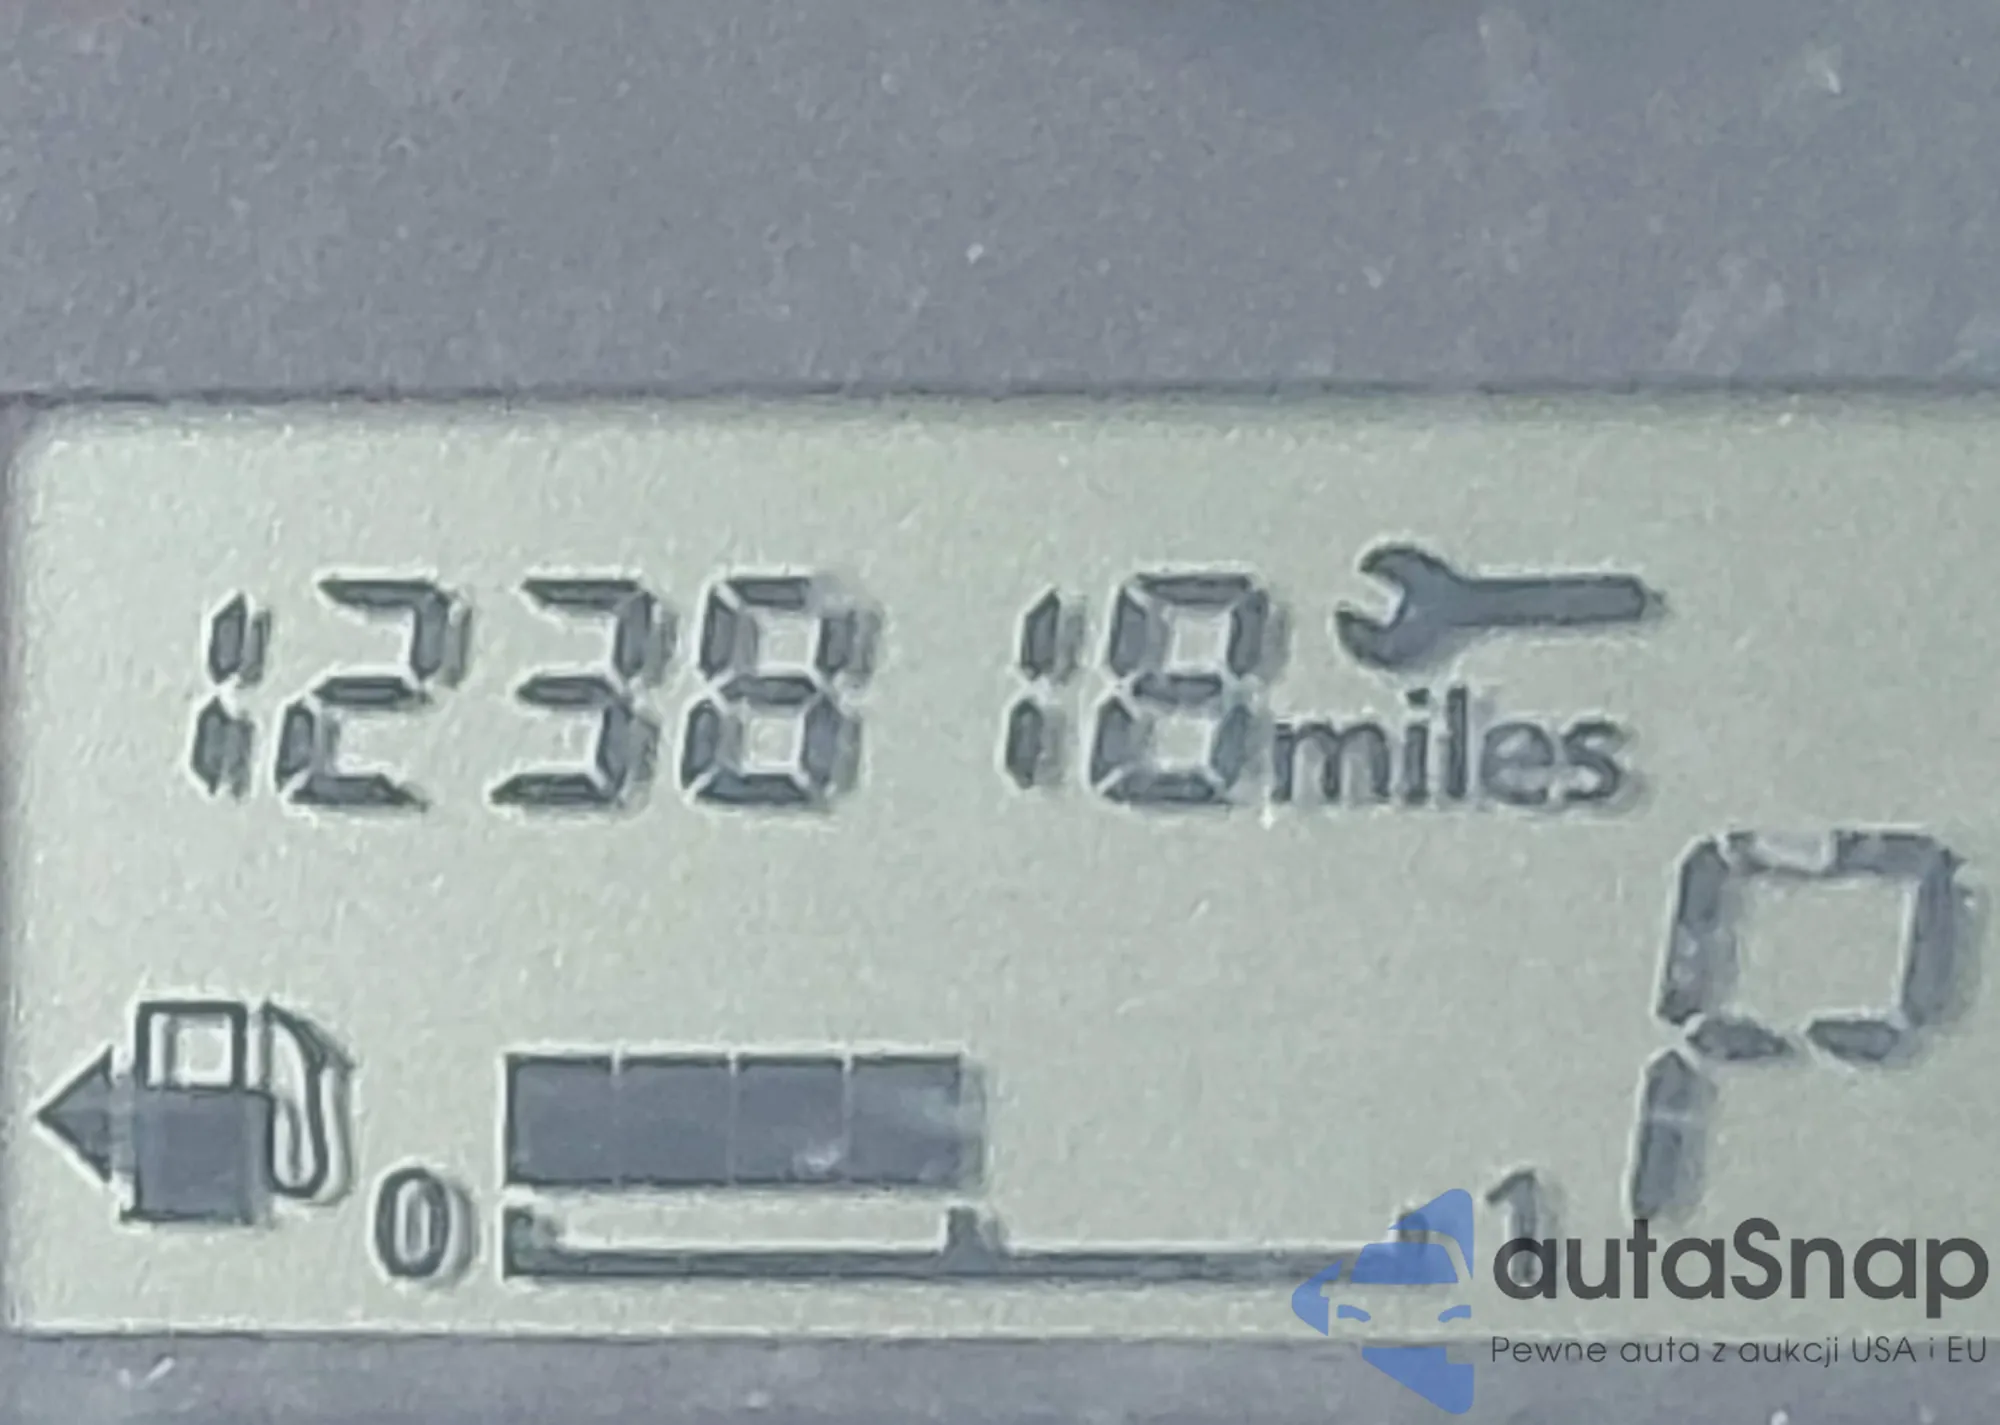 123818 miles
P
0 1
autaSnap
Pewne auta z aukcji USA i EU